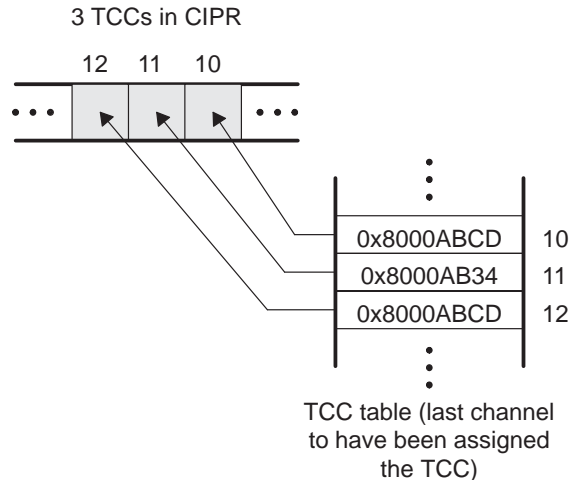 3 TCCs in CIPR
12 11 10
0x8000ABCD 10
0x8000AB34 11
0x8000ABCD 12
TCC table (last channel
to have been assigned
the TCC)